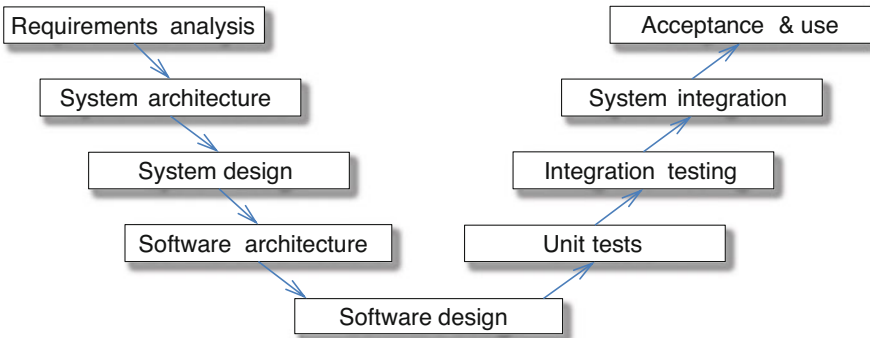 Requirements analysis
System architecture
System design
Software architecture
Software design
Unit tests
Integration testing
System integration
Acceptance & use